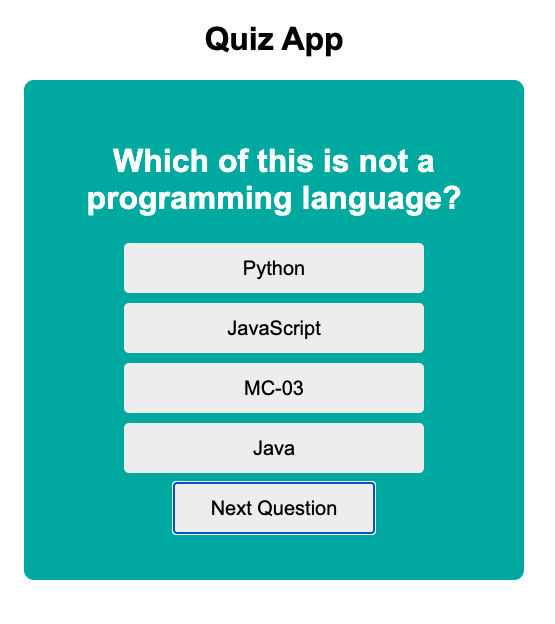 Quiz App
Which of this is not a
programming language?
Python
JavaScript
MC-03
Java
Next Question